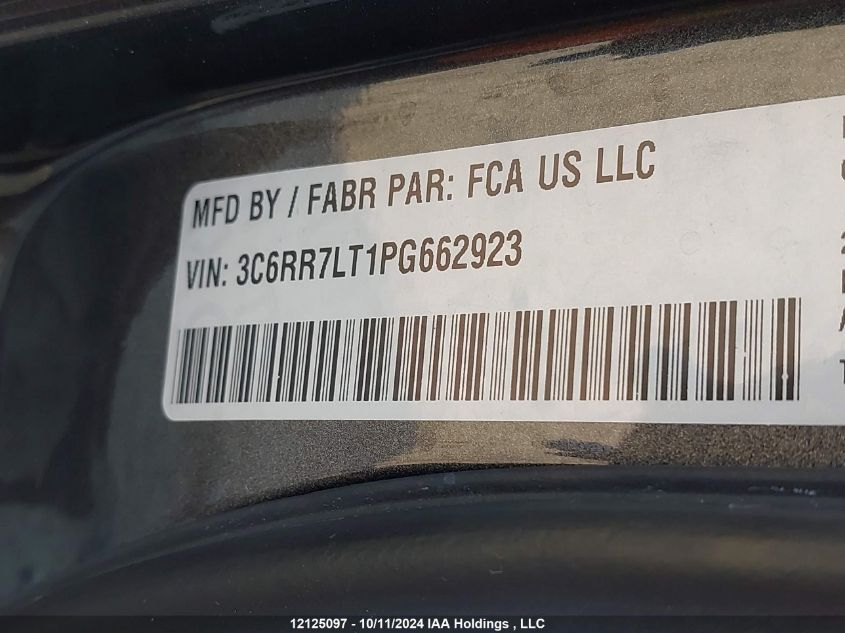 MFD BY / FABR PAR: FCA US LLC
VIN: 3C6RR7LT1PG662923
12125097 - 10/11/2024 IAA Holdings , LLC